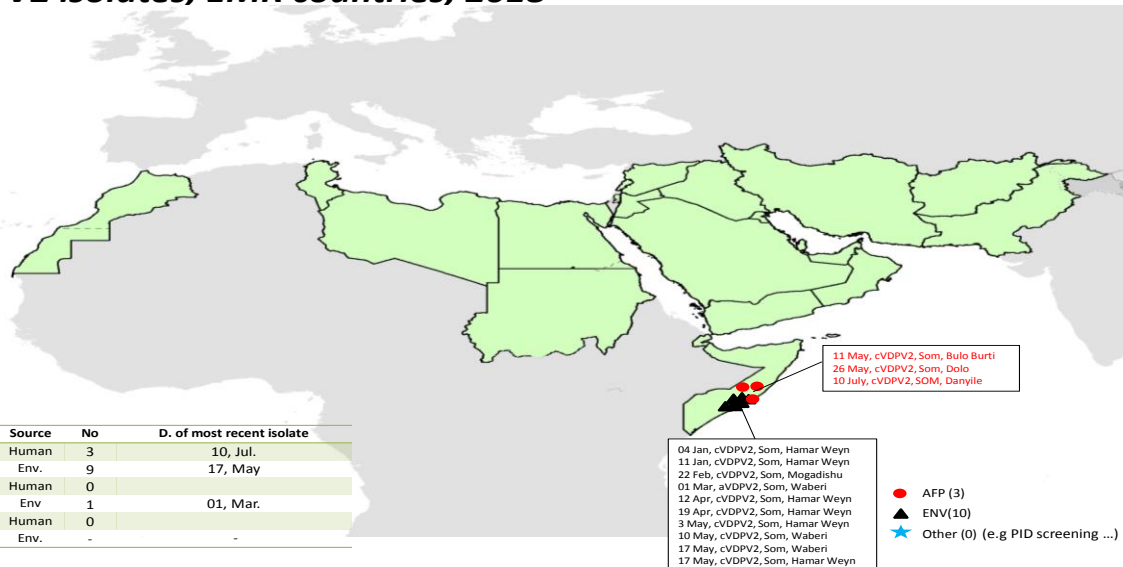 V2 isolates, EMR countries, 2018
11 May, cVDPV2, Som, Bulo Burti
26 May, cVDPV2, Som, Dolo
10 July, cVDPV2, SOM, Danyile
Source No D. of most recent isolate
Human 3 10, Jul.
Env. 9 17, May
Human 0
Env 1 01, Mar.
Human 0
Env. - -
04 Jan, cVDPV2, Som, Hamar Weyn
11 Jan, cVDPV2, Som, Hamar Weyn
22 Feb, cVDPV2, Som, Mogadishu
01 Mar, aVDPV2, Som, Waberi
12 Apr, cVDPV2, Som, Hamar Weyn
19 Apr, cVDPV2, Som, Hamar Weyn
3 May, cVDPV2, Som, Hamar Weyn
10 May, cVDPV2, Som, Waberi
17 May, cVDPV2, Som, Waberi
17 May, cVDPV2, Som, Hamar Weyn
AFP (3)
ENV(10)
Other (0) (e.g PID screening ...)